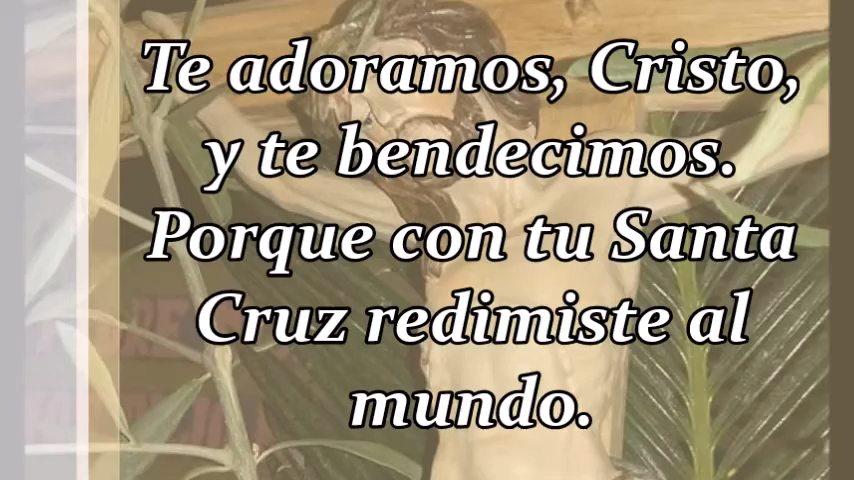 Te adoramos, Cristo,
y te bendecimos.
Porque con tu Santa
Cruz redimiste al
mundo.